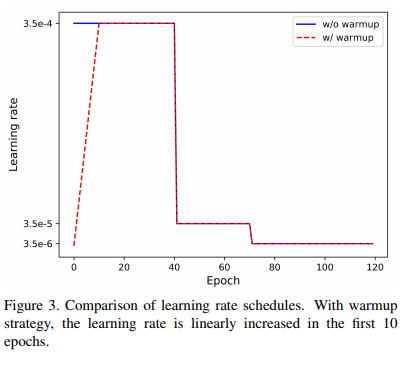 3.5e-4
w/o warmup
w/ warmup
Learning rate
3.5e-5
3.5e-6
0 20 40 60 80 100 120
Epoch
Figure 3. Comparison of learning rate schedules. With warmup
strategy, the learning rate is linearly increased in the first 10
epochs.